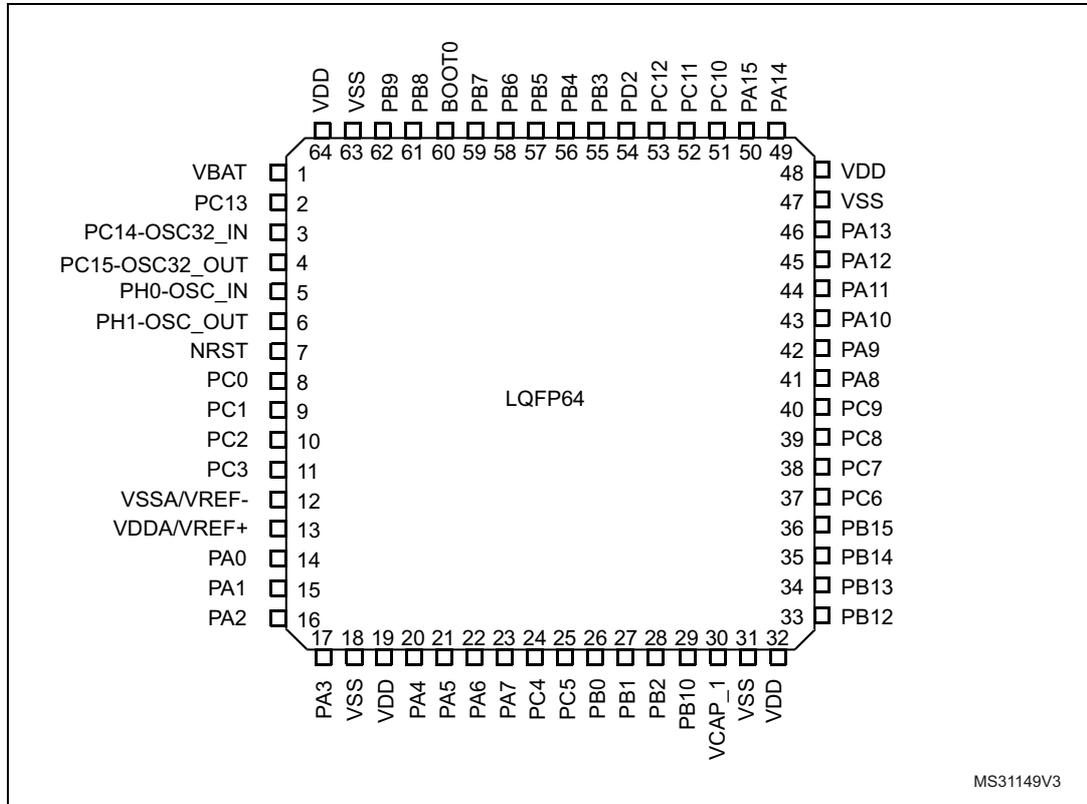 VDD
VSS
PB9
PB8
BOOT0
PB7
PB6
PB5
PB4
PB3
PD2
PC12
PC11
PC10
PA15
PA14
64 63 62 61 60 59 58 57 56 55 54 53 52 51 50 49
VBAT 1 48 VDD
PC13 2 47 VSS
PC14-OSC32_IN 3 46 PA13
PC15-OSC32_OUT 4 45 PA12
PH0-OSC_IN 5 44 PA11
PH1-OSC_OUT 6 43 PA10
NRST 7 42 PA9
PC0 8 41 PA8
LQFP64
PC1 9 40 PC9
PC2 10 39 PC8
PC3 11 38 PC7
VSSA/VREF- 12 37 PC6
VDDA/VREF+ 13 36 PB15
PA0 14 35 PB14
PA1 15 34 PB13
PA2 16 33 PB12
17 18 19 20 21 22 23 24 25 26 27 28 29 30 31 32
PA3
VSS
VDD
PA4
PA5
PA6
PA7
PC4
PC5
PB0
PB1
PB2
PB10
VCAP_1
VSS
VDD
MS31149V3